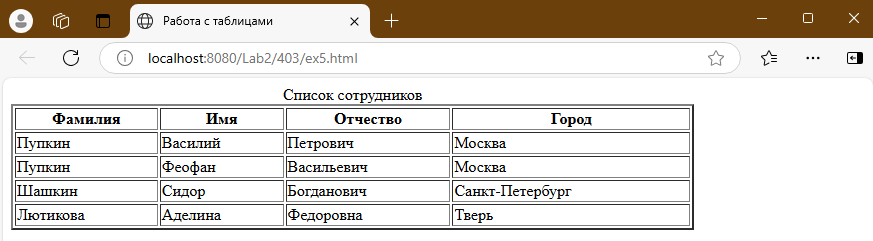 Работа с таблицами
localhost:8080/Lab2/403/ex5.html
Список сотрудников
Фамилия Имя Отчество Город
Пупкин Василий Петрович Москва
Пупкин Феофан Васильевич Москва
Шашкин Сидор Богданович Санкт-Петербург
Лютикова Аделина Федоровна Тверь